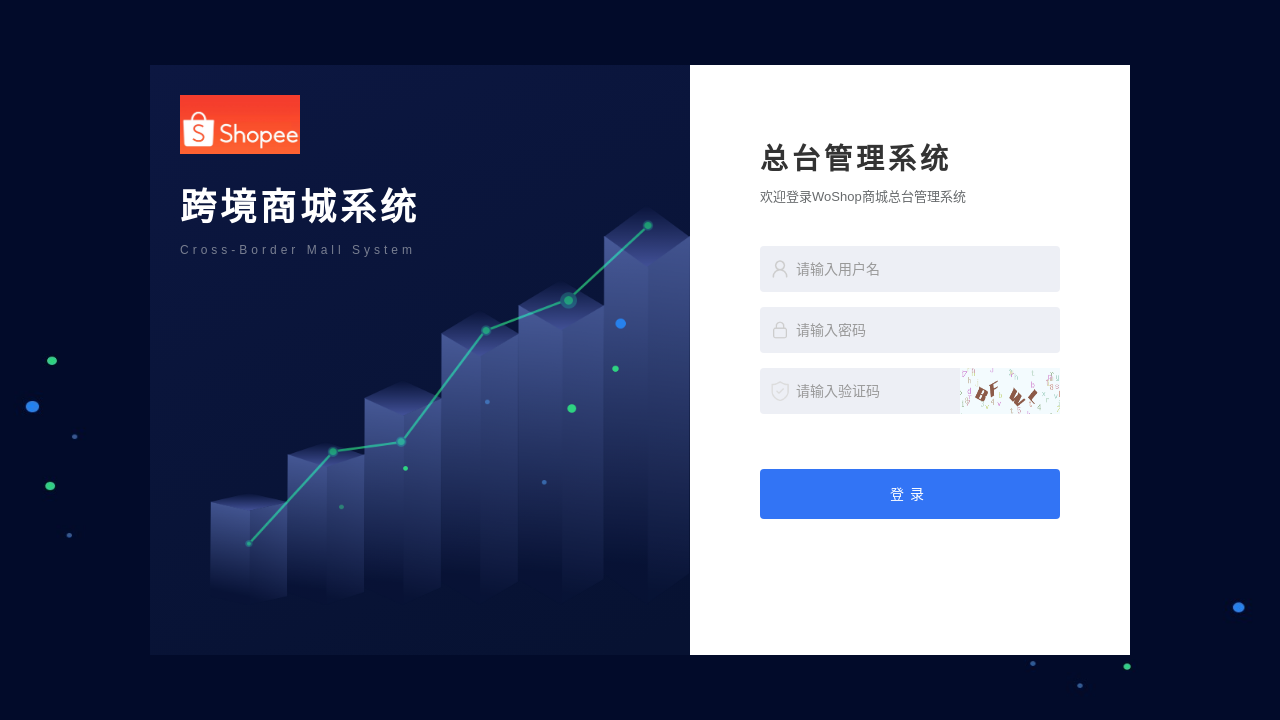 Shopee
跨境商城系统
Cross-Border Mall System
总台管理系统
欢迎登录WoShop商城总台管理系统
请输入用户名
请输入密码
请输入验证码
登 录